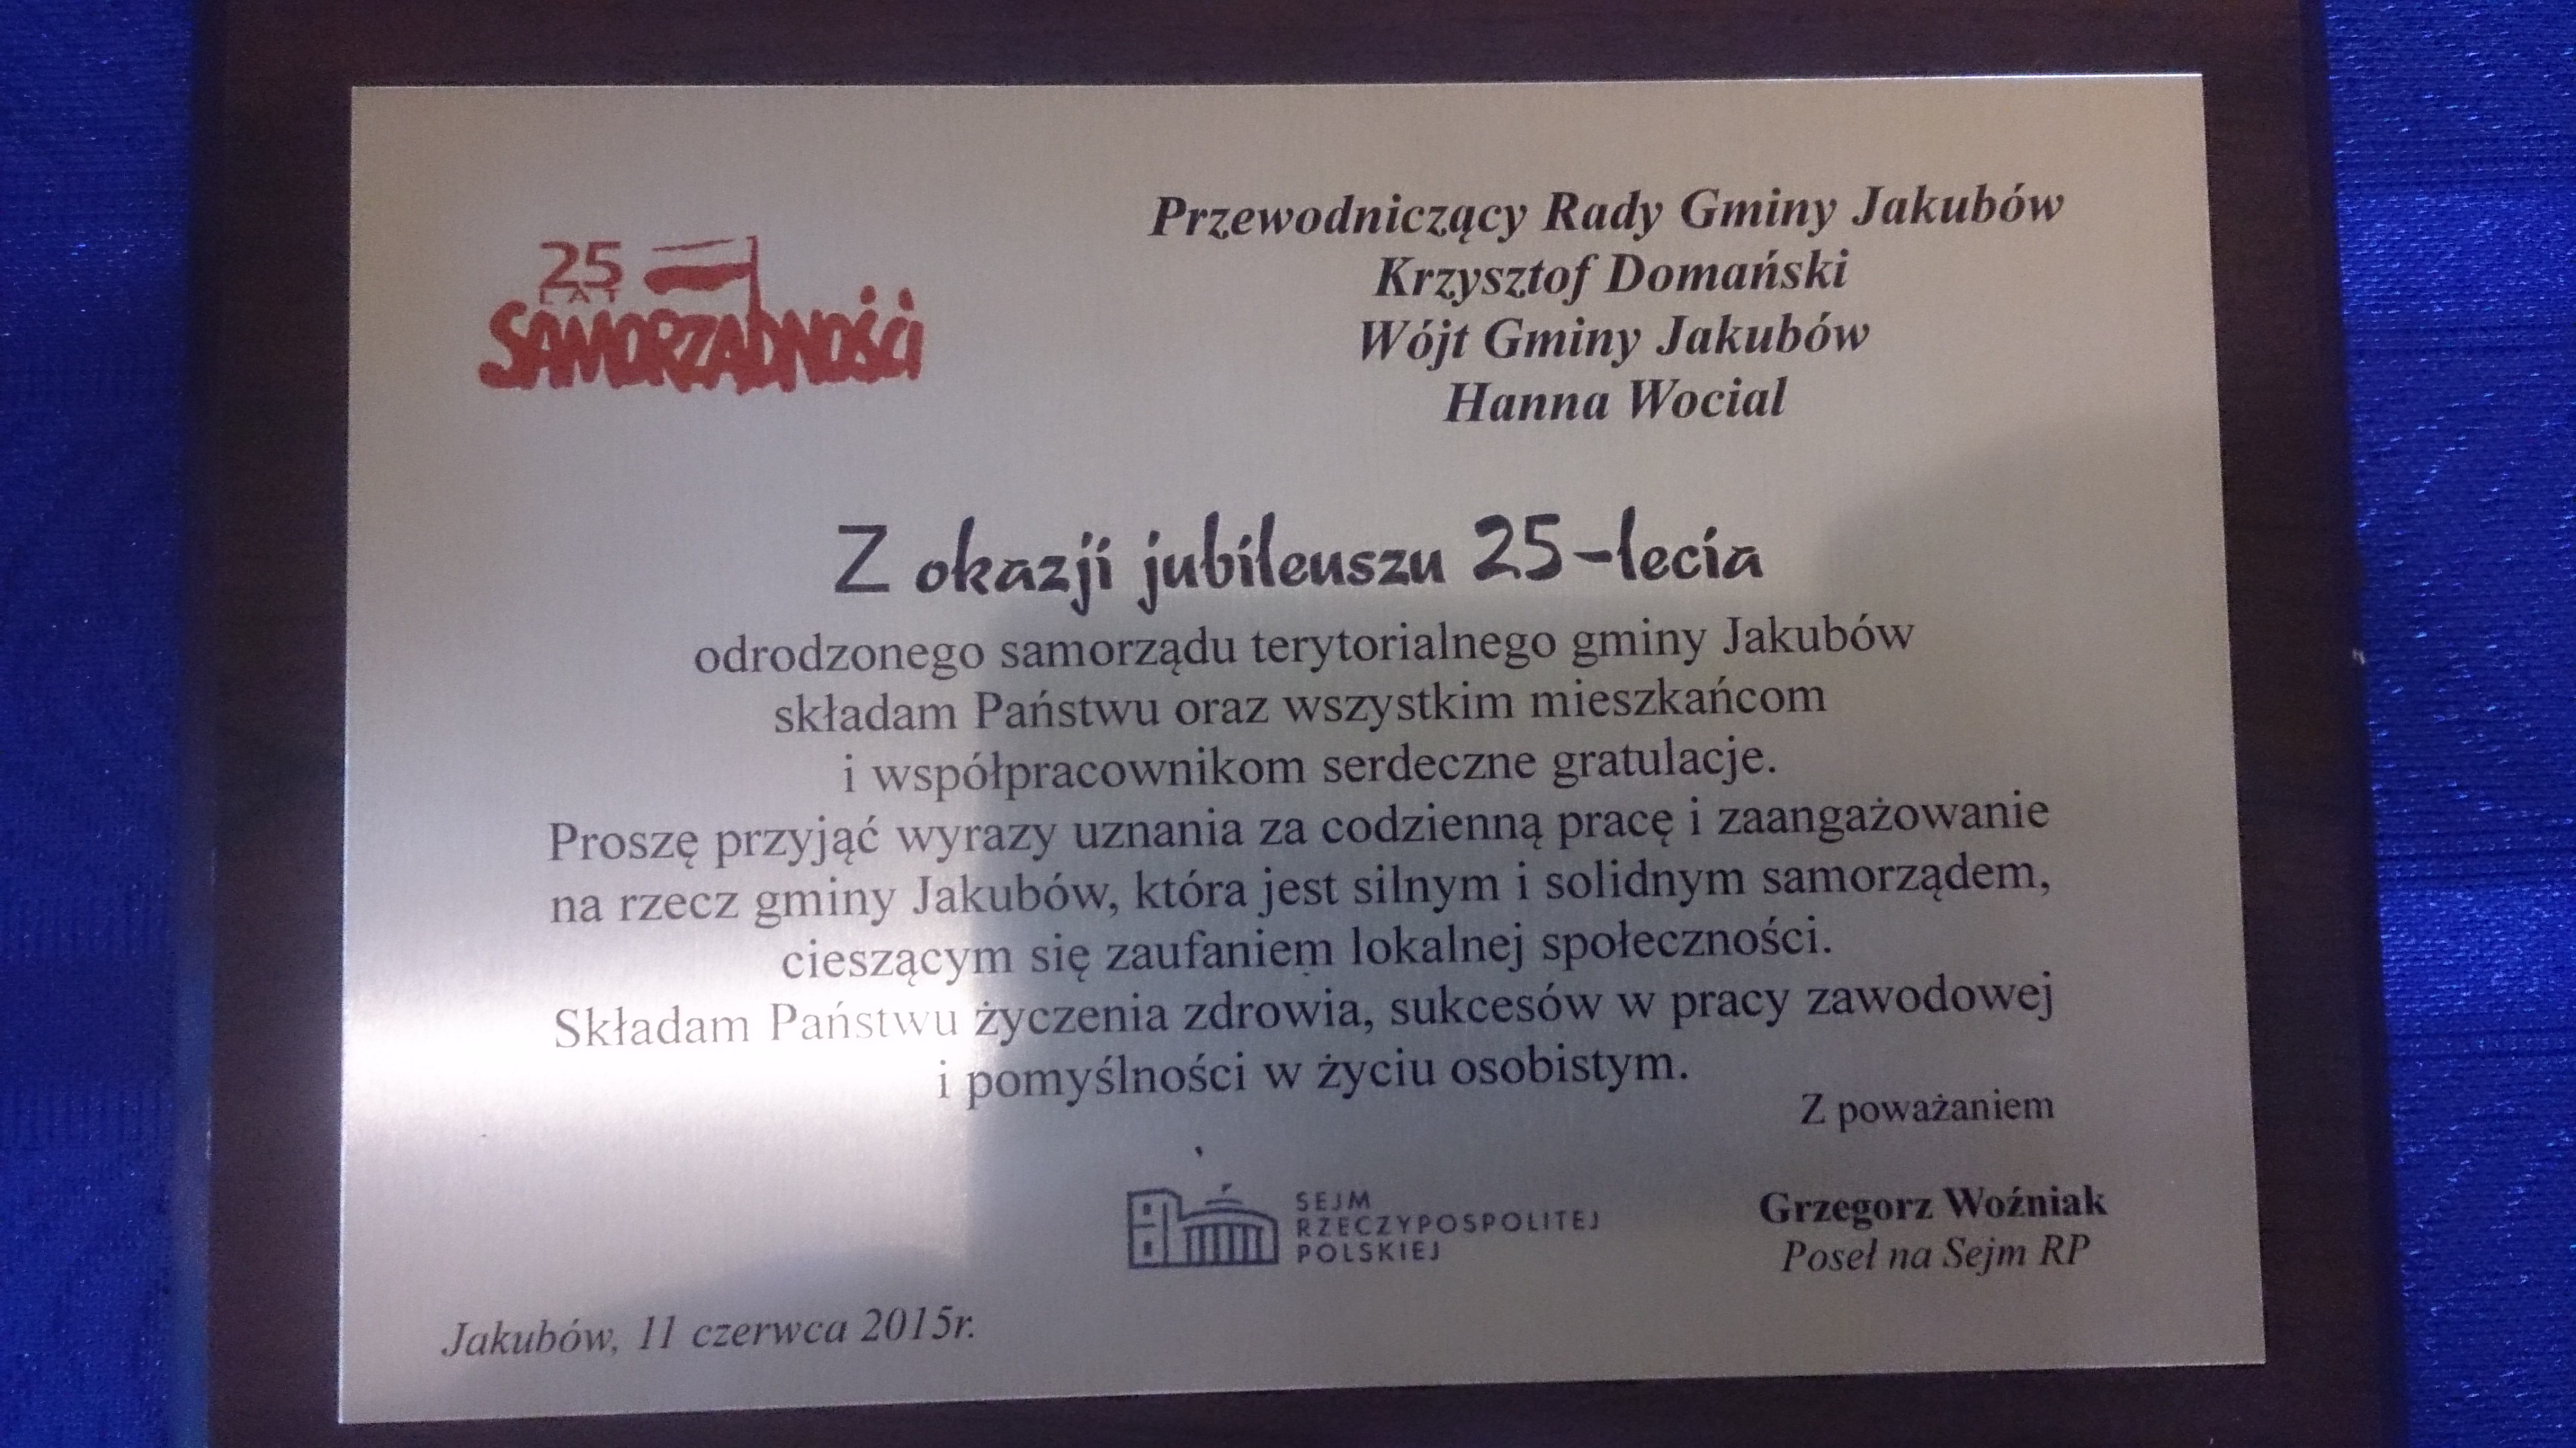 25
LAT
SAMORZĄDNOŚCI
Przewodniczący Rady Gminy Jakubów
Krzysztof Domański
Wójt Gminy Jakubów
Hanna Wocial
Z okazji jubileuszu 25-lecia
odrodzonego samorządu terytorialnego gminy Jakubów
składam Państwu oraz wszystkim mieszkańcom
i współpracownikom serdeczne gratulacje.
Proszę przyjąć wyrazy uznania za codzienną pracę i zaangażowanie
na rzecz gminy Jakubów, która jest silnym i solidnym samorządem,
cieszącym się zaufaniem lokalnej społeczności.
Składam Państwu życzenia zdrowia, sukcesów w pracy zawodowej
i pomyślności w życiu osobistym.
Z poważaniem
SEJM
RZECZYPOSPOLITEJ
POLSKIEJ
Grzegorz Woźniak
Poseł na Sejm RP
Jakubów, 11 czerwca 2015r.